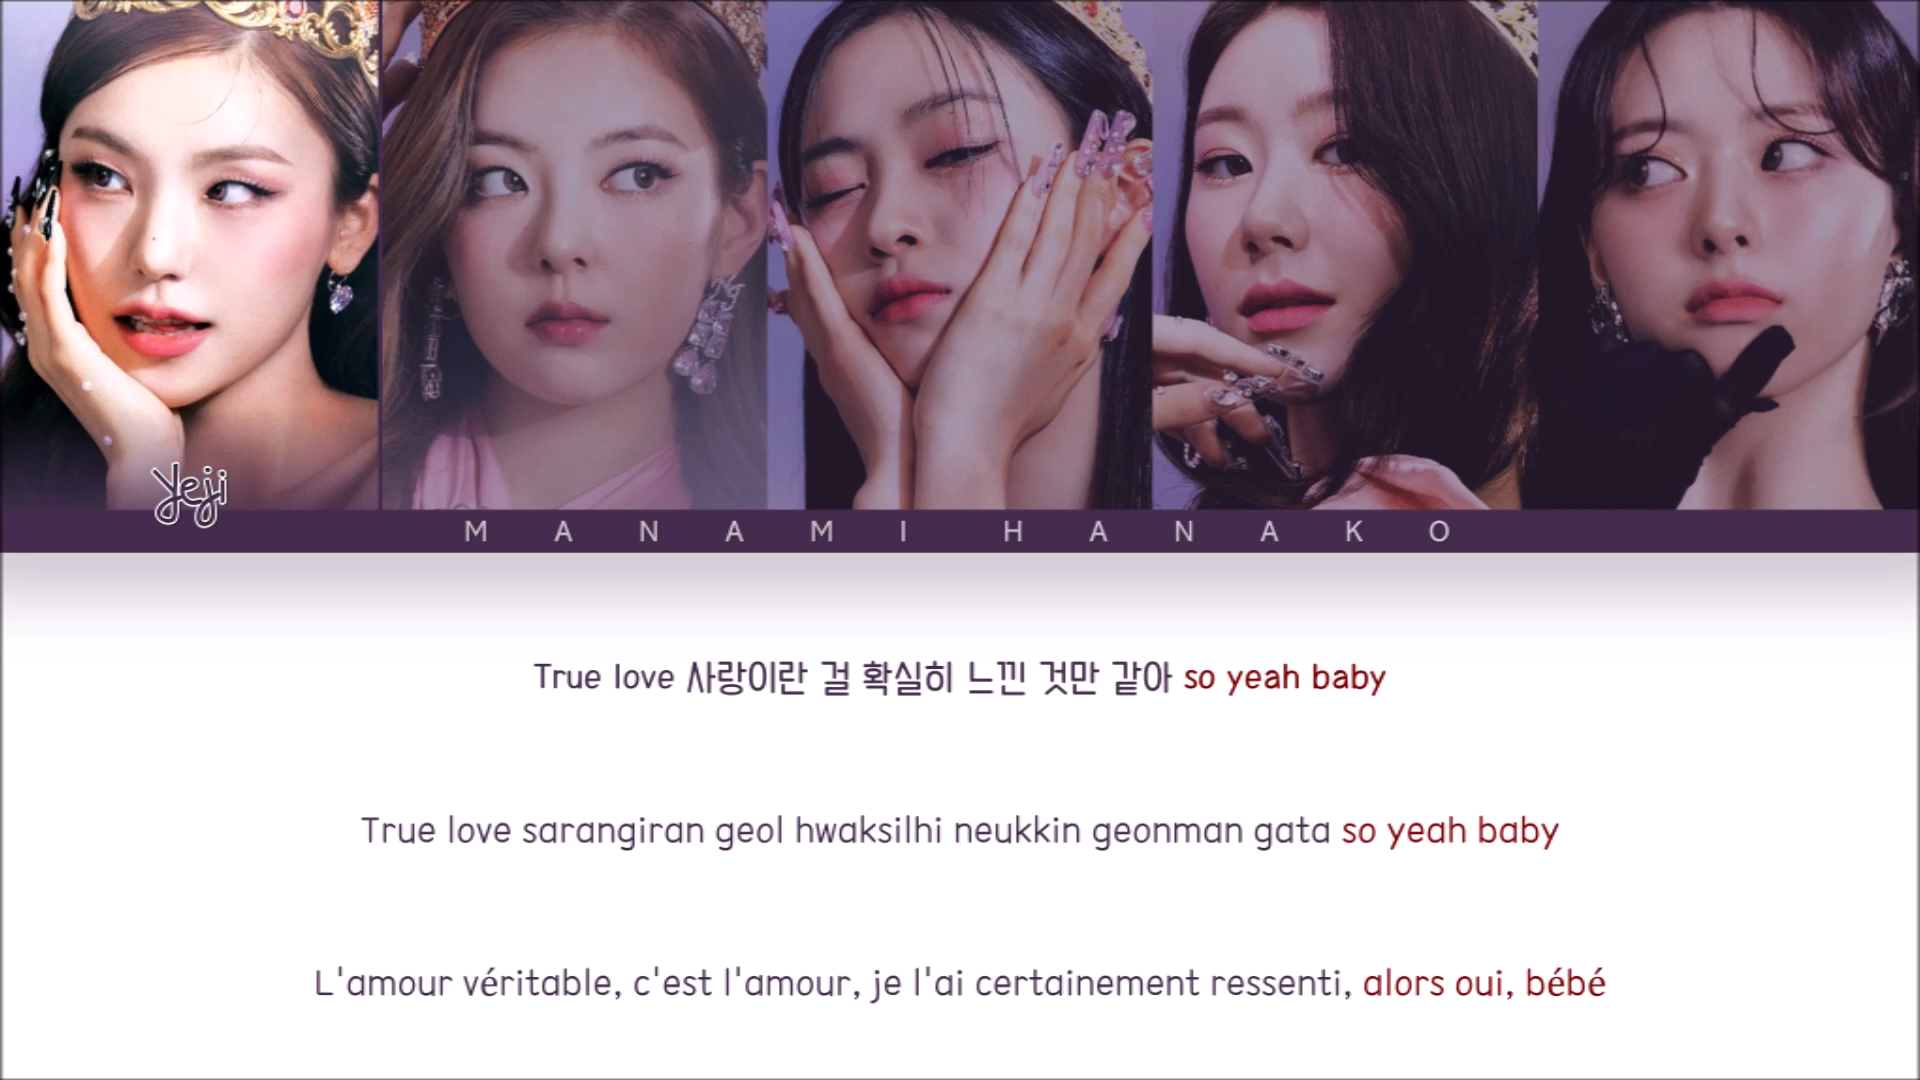 Yeji
MANAMI HANAKO
True love 사랑이란 걸 확실히 느낀 것만 같아 so yeah baby
True love sarangiran geol hwaksilhi neukkin geonman gata so yeah baby
L'amour véritable, c'est l'amour, je l'ai certainement ressenti, alors oui, bébé